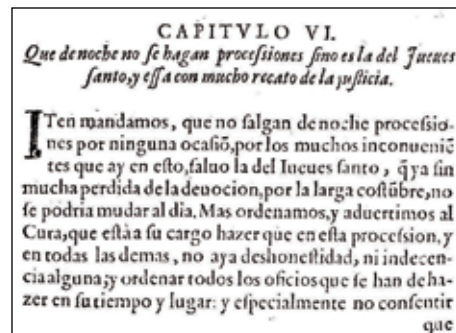 CAPITVLO VI.
Que de noche no ſe hagan proceſsiones ſino es la del Jueues
ſanto, y eſſa con mucho recato de la juſticia.
ITen mandamos, que no ſalgan de noche proceſsio-
nes por ninguna ocaſiõ, por los muchos inconueniẽ
tes que ay en eſto, ſaluo la del Iueues ſanto, q̃ ya ſin
mucha perdida de la deuocion, por la larga coſtũbre, no
ſe podria mudar al dia. Mas ordenamos, y aduertimos al
Cura, que eſtà a ſu cargo hazer que en eſta proceſsion, y
en todas las demas, no aya deshoneſtidad, ni indecen-
cia alguna; y ordenar todos los oficios que ſe han de ha-
zer en ſu tiempo y lugar: y eſpecialmente no conſentir
que